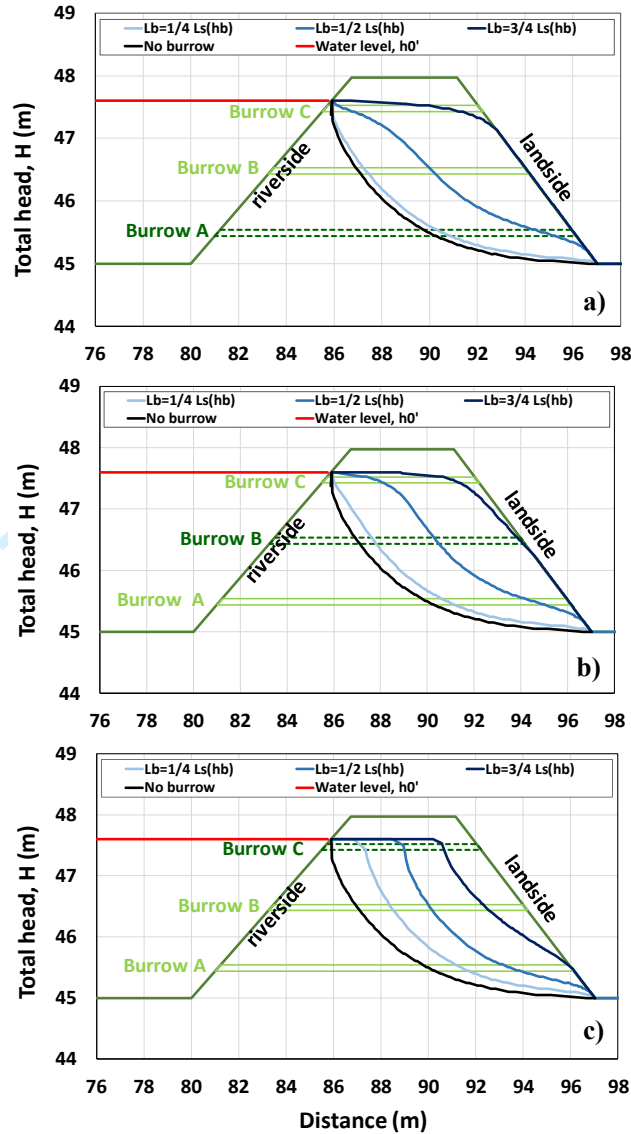 49
48
47
46
45
44
Total head, H (m)
Lb=1/4 Ls(hb) Lb=1/2 Ls(hb) Lb=3/4 Ls(hb)
No burrow Water level, h0'
Burrow C
Burrow B
Burrow A
riverside
landside
a)
76 78 80 82 84 86 88 90 92 94 96 98
49
48
47
46
45
44
Total head, H (m)
Lb=1/4 Ls(hb) Lb=1/2 Ls(hb) Lb=3/4 Ls(hb)
No burrow Water level, h0'
Burrow C
Burrow B
Burrow A
riverside
landside
b)
76 78 80 82 84 86 88 90 92 94 96 98
49
48
47
46
45
44
Total head, H (m)
Lb=1/4 Ls(hb) Lb=1/2 Ls(hb) Lb=3/4 Ls(hb)
No burrow Water level, h0'
Burrow C
Burrow B
Burrow A
riverside
landside
c)
76 78 80 82 84 86 88 90 92 94 96 98
Distance (m)